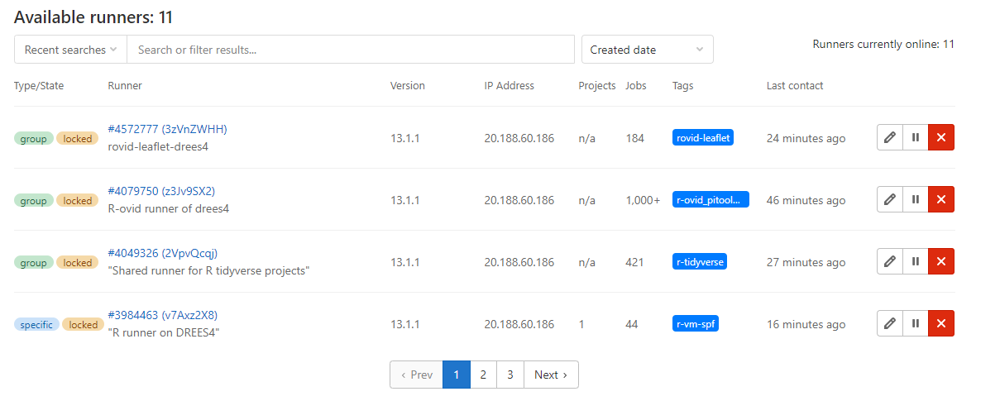 Available runners: 11
Recent searches Search or filter results... Created date Runners currently online: 11
Type/State Runner Version IP Address Projects Jobs Tags Last contact
#4572777 (3zVnZWHH)
group locked 13.1.1 20.188.60.186 n/a 184 rovid-leaflet 24 minutes ago
rovid-leaflet-drees4
#4079750 (z3Jv9SX2)
group locked 13.1.1 20.188.60.186 n/a 1,000+ r-ovid_pitool... 46 minutes ago
R-ovid runner of drees4
#4049326 (2VpvQcqj)
group locked 13.1.1 20.188.60.186 n/a 421 r-tidyverse 27 minutes ago
"Shared runner for R tidyverse projects"
#3984463 (v7Axz2X8)
specific locked 13.1.1 20.188.60.186 1 44 r-vm-spf 16 minutes ago
"R runner on DREES4"
‹ Prev 1 2 3 Next ›